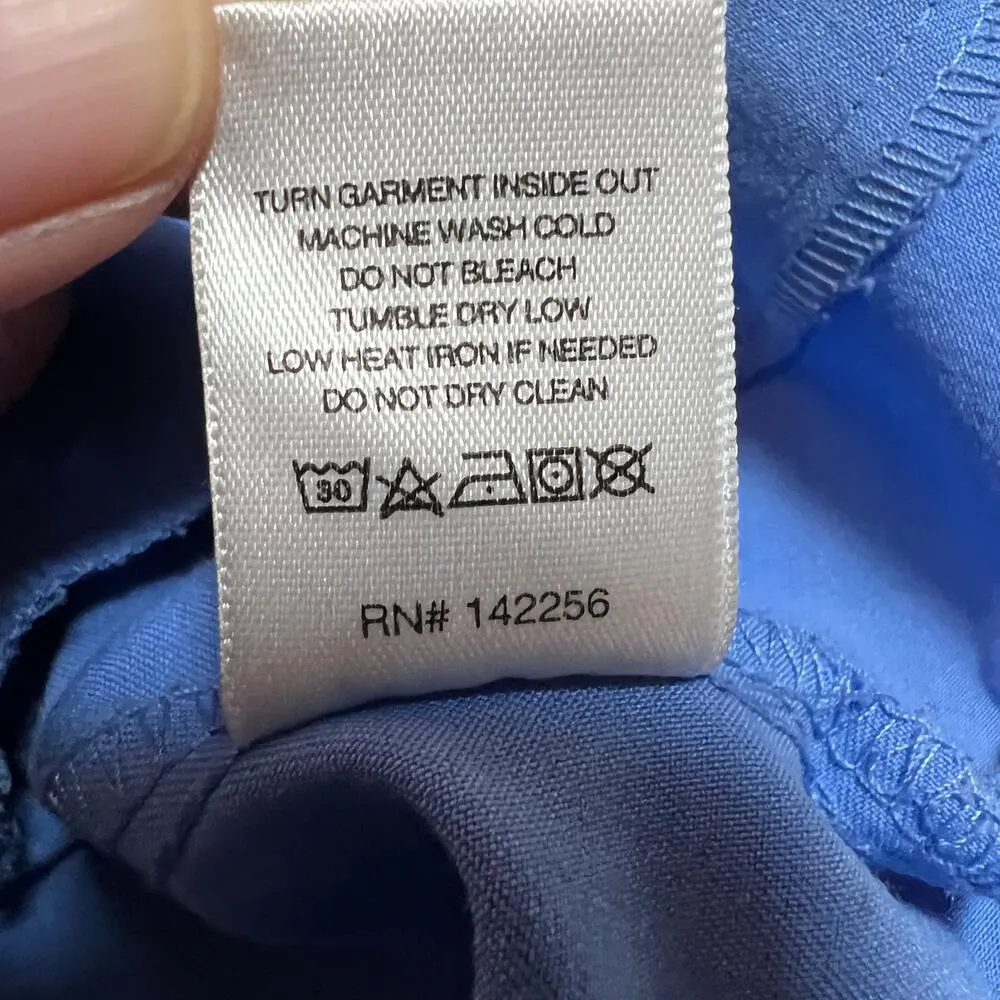 TURN GARMENT INSIDE OUT
MACHINE WASH COLD
DO NOT BLEACH
TUMBLE DRY LOW
LOW HEAT IRON IF NEEDED
DO NOT DRY CLEAN
30
RN# 142256